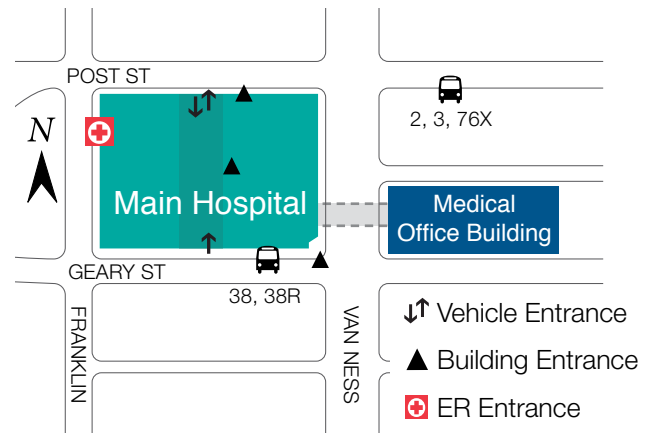 POST ST
2, 3, 76X
N
Main Hospital
Medical
Office Building
GEARY ST
38, 38R
FRANKLIN
VAN NESS
Vehicle Entrance
Building Entrance
ER Entrance